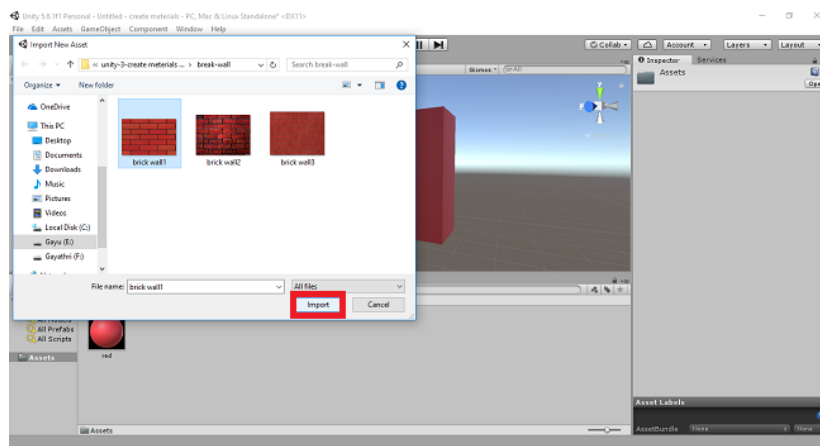 Unity 5.6.1f1 Personal - Untitled - create materials - PC, Mac & Linux Standalone* <DX11>
File Edit Assets GameObject Component Window Help
Import New Asset
Collab
Account
Layers
Layout
« unity-3-create meterials ... > break-wall
Search break-wall
Gizmos
All
Inspector
Services
Assets
Organize
New folder
OneDrive
This PC
Desktop
Documents
Downloads
Music
Pictures
Videos
Local Disk (C:)
Gayu (E:)
Gayathri (F:)
brick wall1
brick wall2
brick wall3
File name: brick wall1
All files
Import
Cancel
All Prefabs
All Scripts
Assets
red
Assets
Asset Labels
AssetBundle
None
None